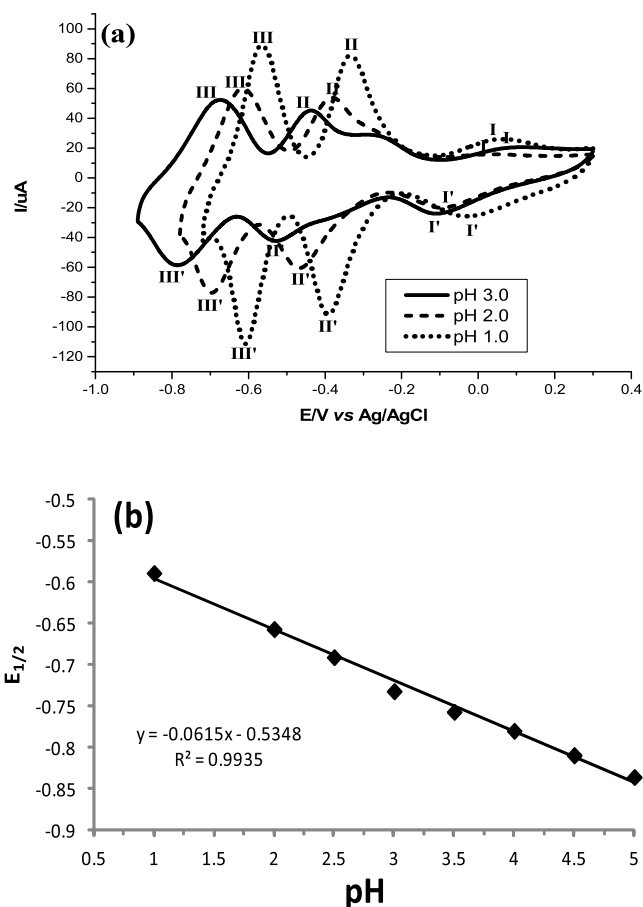 (a)
100
80
60
40
20
0
-20
-40
-60
-80
-100
-120
I/uA
III
III
III
II
II
II
I
I
I
I'
I'
I'
II'
II'
II'
III'
III'
III'
pH 3.0
pH 2.0
pH 1.0
-1.0 -0.8 -0.6 -0.4 -0.2 0.0 0.2 0.4
E/V vs Ag/AgCl
(b)
-0.5
-0.55
-0.6
-0.65
-0.7
-0.75
-0.8
-0.85
-0.9
E1/2
y = -0.0615x - 0.5348
R² = 0.9935
0.5 1 1.5 2 2.5 3 3.5 4 4.5 5
pH